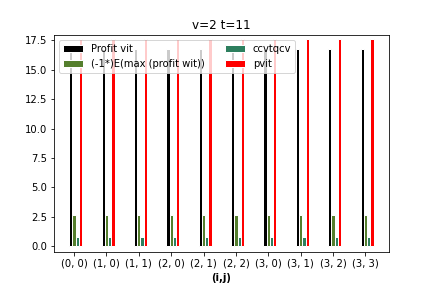 v=2 t=11
17.5
15.0
12.5
10.0
7.5
5.0
2.5
0.0
Profit vit
(-1*)E(max (profit wit))
ccvtqcv
pvit
(0, 0) (1, 0) (1, 1) (2, 0) (2, 1) (2, 2) (3, 0) (3, 1) (3, 2) (3, 3)
(i,j)